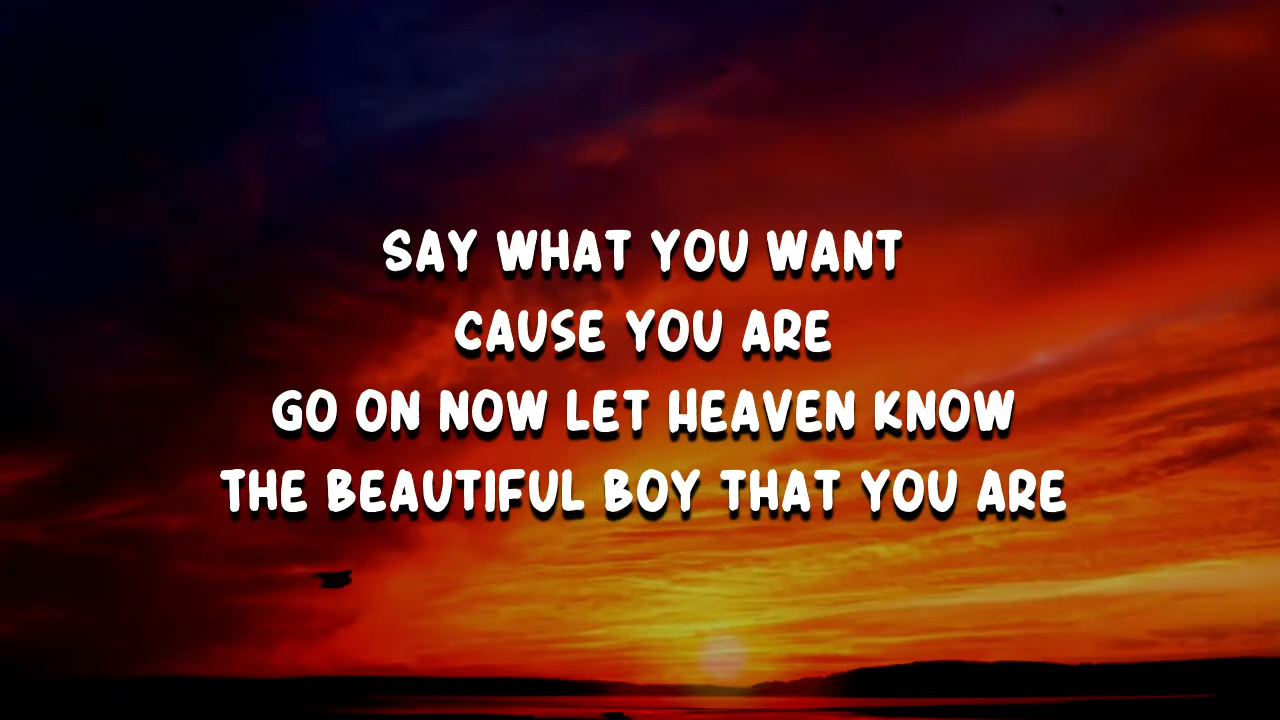 SAY WHAT YOU WANT
CAUSE YOU ARE
GO ON NOW LET HEAVEN KNOW
THE BEAUTIFUL BOY THAT YOU ARE